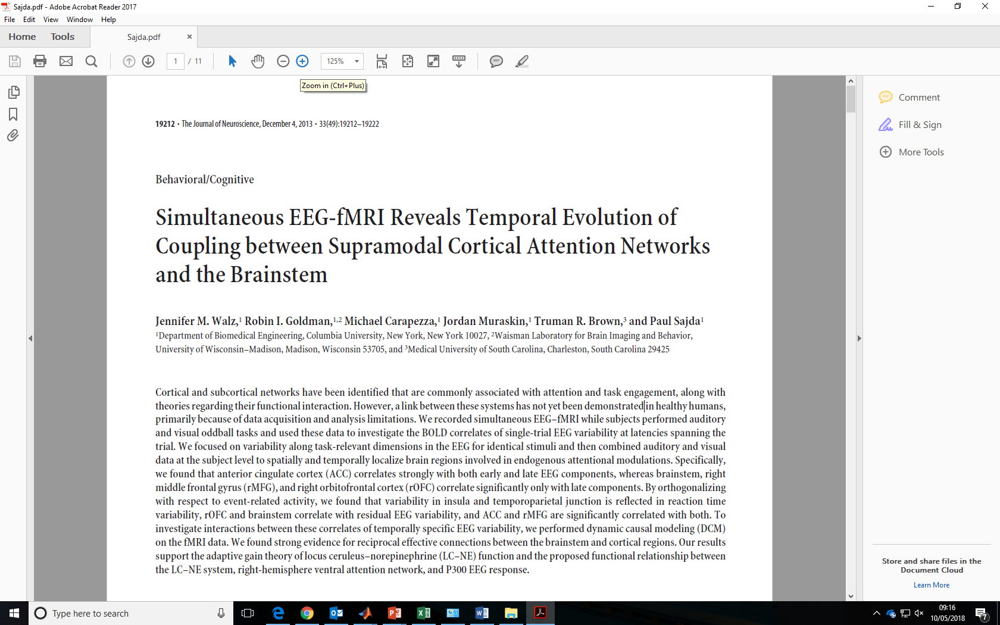 Sajda.pdf - Adobe Acrobat Reader 2017
File Edit View Window Help
Home Tools Sajda.pdf ×
1 / 11 125%
Zoom in (Ctrl+Plus)
Comment
Fill & Sign
More Tools
19212 • The Journal of Neuroscience, December 4, 2013 • 33(49):19212–19222
Behavioral/Cognitive
Simultaneous EEG-fMRI Reveals Temporal Evolution of
Coupling between Supramodal Cortical Attention Networks
and the Brainstem
Jennifer M. Walz,¹ Robin I. Goldman,¹,² Michael Carapezza,¹ Jordan Muraskin,¹ Truman R. Brown,³ and Paul Sajda¹
¹Department of Biomedical Engineering, Columbia University, New York, New York 10027, ²Waisman Laboratory for Brain Imaging and Behavior,
University of Wisconsin–Madison, Madison, Wisconsin 53705, and ³Medical University of South Carolina, Charleston, South Carolina 29425
Cortical and subcortical networks have been identified that are commonly associated with attention and task engagement, along with
theories regarding their functional interaction. However, a link between these systems has not yet been demonstrated in healthy humans,
primarily because of data acquisition and analysis limitations. We recorded simultaneous EEG–fMRI while subjects performed auditory
and visual oddball tasks and used these data to investigate the BOLD correlates of single-trial EEG variability at latencies spanning the
trial. We focused on variability along task-relevant dimensions in the EEG for identical stimuli and then combined auditory and visual
data at the subject level to spatially and temporally localize brain regions involved in endogenous attentional modulations. Specifically,
we found that anterior cingulate cortex (ACC) correlates strongly with both early and late EEG components, whereas brainstem, right
middle frontal gyrus (rMFG), and right orbitofrontal cortex (rOFC) correlate significantly only with late components. By orthogonalizing
with respect to event-related activity, we found that variability in insula and temporoparietal junction is reflected in reaction time
variability, rOFC and brainstem correlate with residual EEG variability, and ACC and rMFG are significantly correlated with both. To
investigate interactions between these correlates of temporally specific EEG variability, we performed dynamic causal modeling (DCM)
on the fMRI data. We found strong evidence for reciprocal effective connections between the brainstem and cortical regions. Our results
support the adaptive gain theory of locus ceruleus–norepinephrine (LC–NE) function and the proposed functional relationship between
the LC–NE system, right-hemisphere ventral attention network, and P300 EEG response.
Store and share files in the
Document Cloud
Learn More
Type here to search
09:16
10/05/2018
7